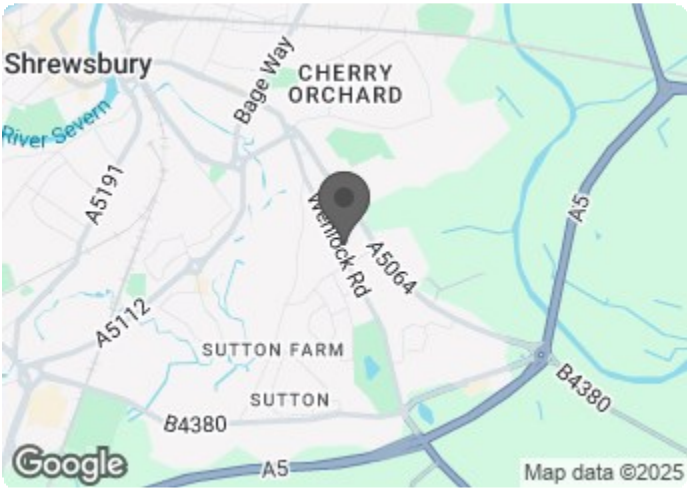 Shrewsbury
Bage Way
CHERRY
ORCHARD
River Severn
A5191
A5
Wenlock Rd
A5064
A5112
SUTTON FARM
SUTTON
B4380
B4380
A5
Google
Map data ©2025